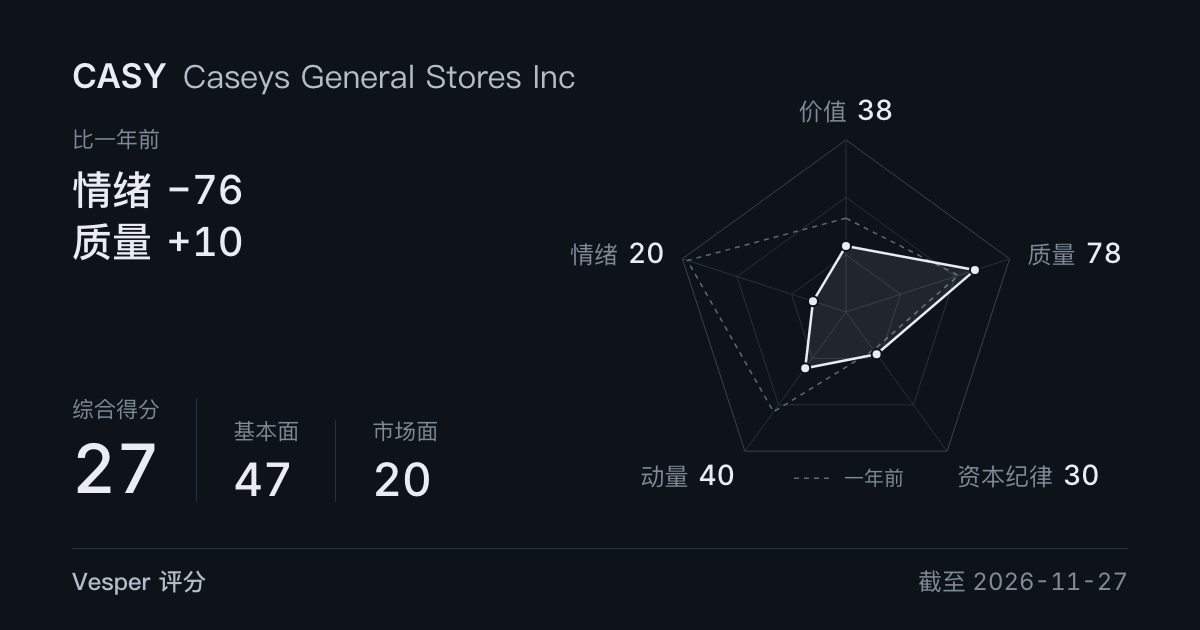 CASY Caseys General Stores Inc
比一年前
情绪 −76
质量 +10
价值 38
情绪 20
质量 78
动量 40
---- 一年前
资本纪律 30
综合得分
27
基本面
47
市场面
20
Vesper 评分
截至 2026-11-27